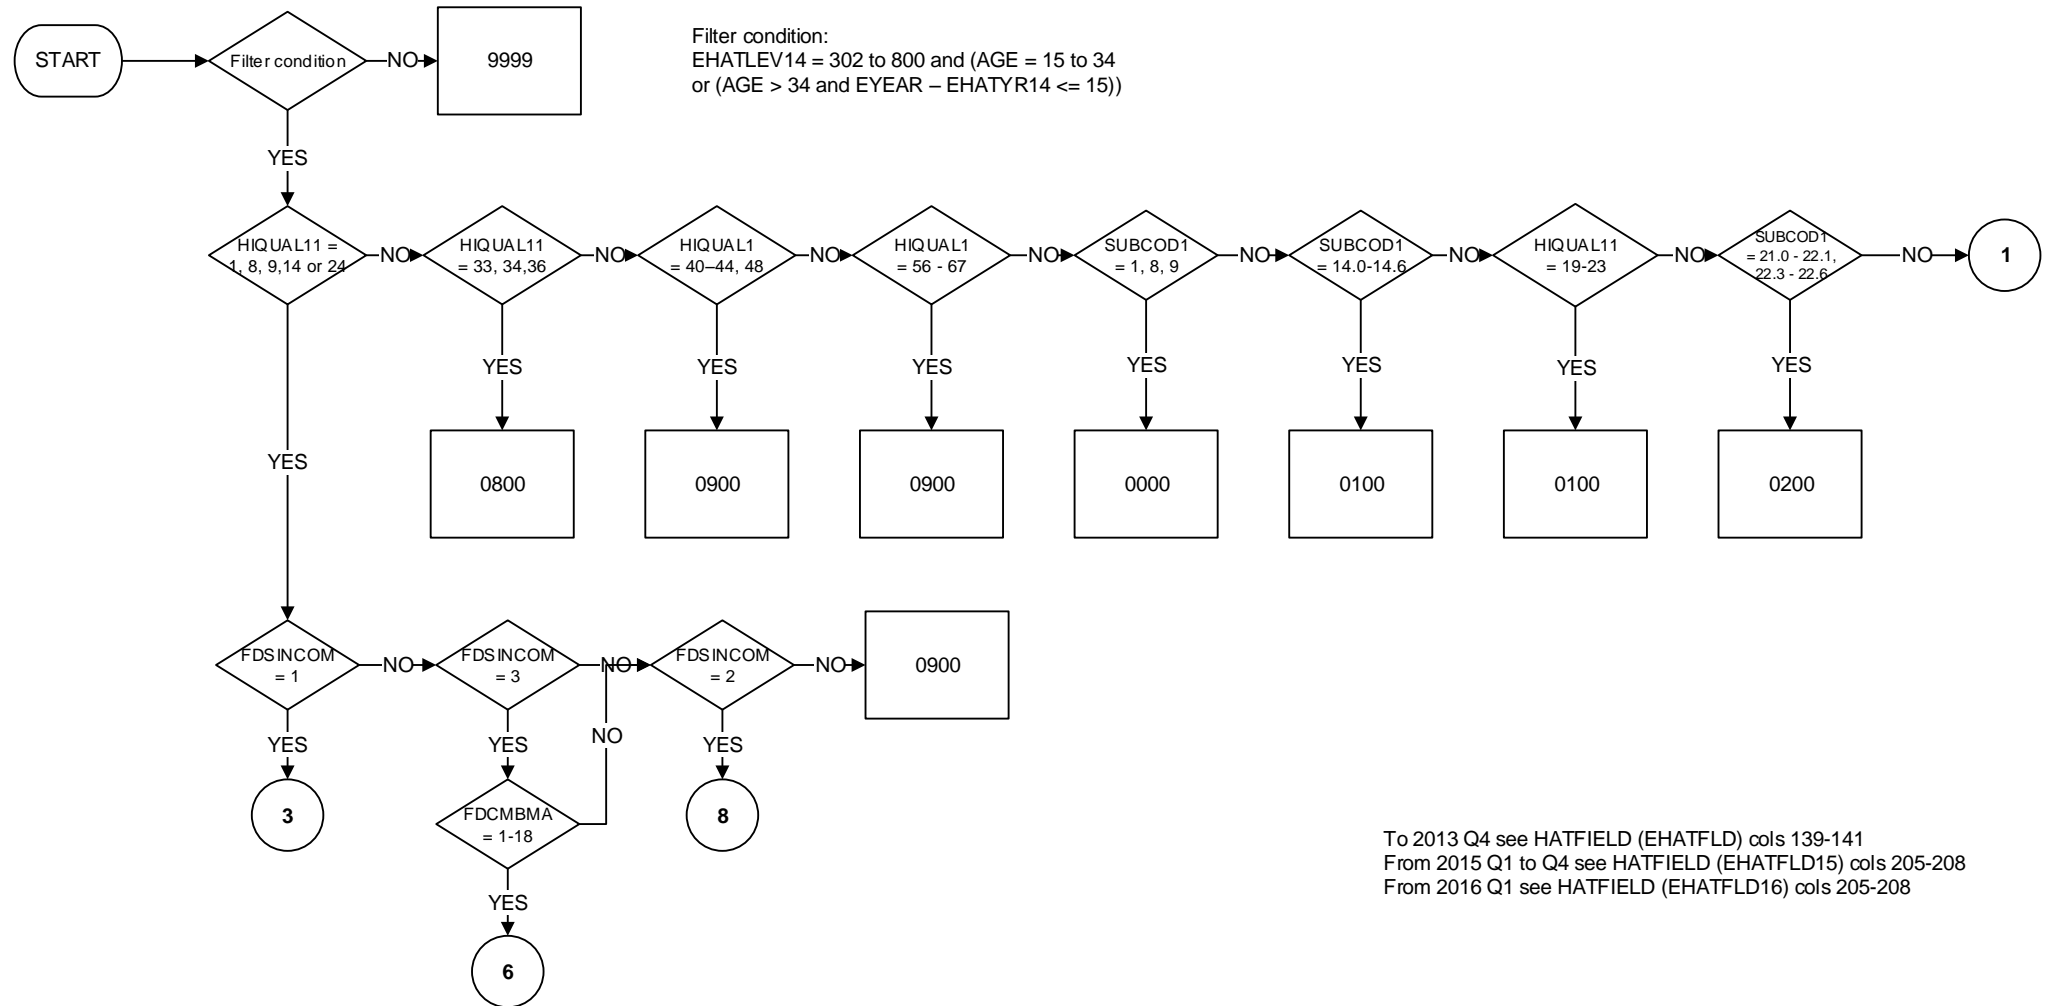 START
Filter condition
NO
9999
Filter condition:
EHATLEV14 = 302 to 800 and (AGE = 15 to 34
or (AGE > 34 and EYEAR – EHATYR14 <= 15))
YES
HIQUAL11 =
1, 8, 9,14 or 24
NO
HIQUAL11
= 33, 34,36
NO
HIQUAL1
= 40–44, 48
NO
HIQUAL1
= 56 - 67
NO
SUBCOD1
= 1, 8, 9
NO
SUBCOD1
= 14.0-14.6
NO
HIQUAL11
= 19-23
NO
SUBCOD1
= 21.0 - 22.1,
22.3 - 22.6
NO
1
YES
YES
YES
YES
YES
YES
YES
YES
0800
0900
0900
0000
0100
0100
0200
FDSINCOM
= 1
NO
FDSINCOM
= 3
NO
FDSINCOM
= 2
NO
0900
YES
YES
NO
YES
3
FDCMBMA
= 1-18
8
YES
6
To 2013 Q4 see HATFIELD (EHATFLD) cols 139-141
From 2015 Q1 to Q4 see HATFIELD (EHATFLD15) cols 205-208
From 2016 Q1 see HATFIELD (EHATFLD16) cols 205-208